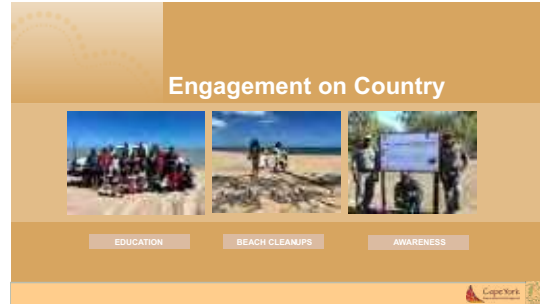 Engagement on Country
EDUCATION
BEACH CLEANUPS
AWARENESS
Cape York